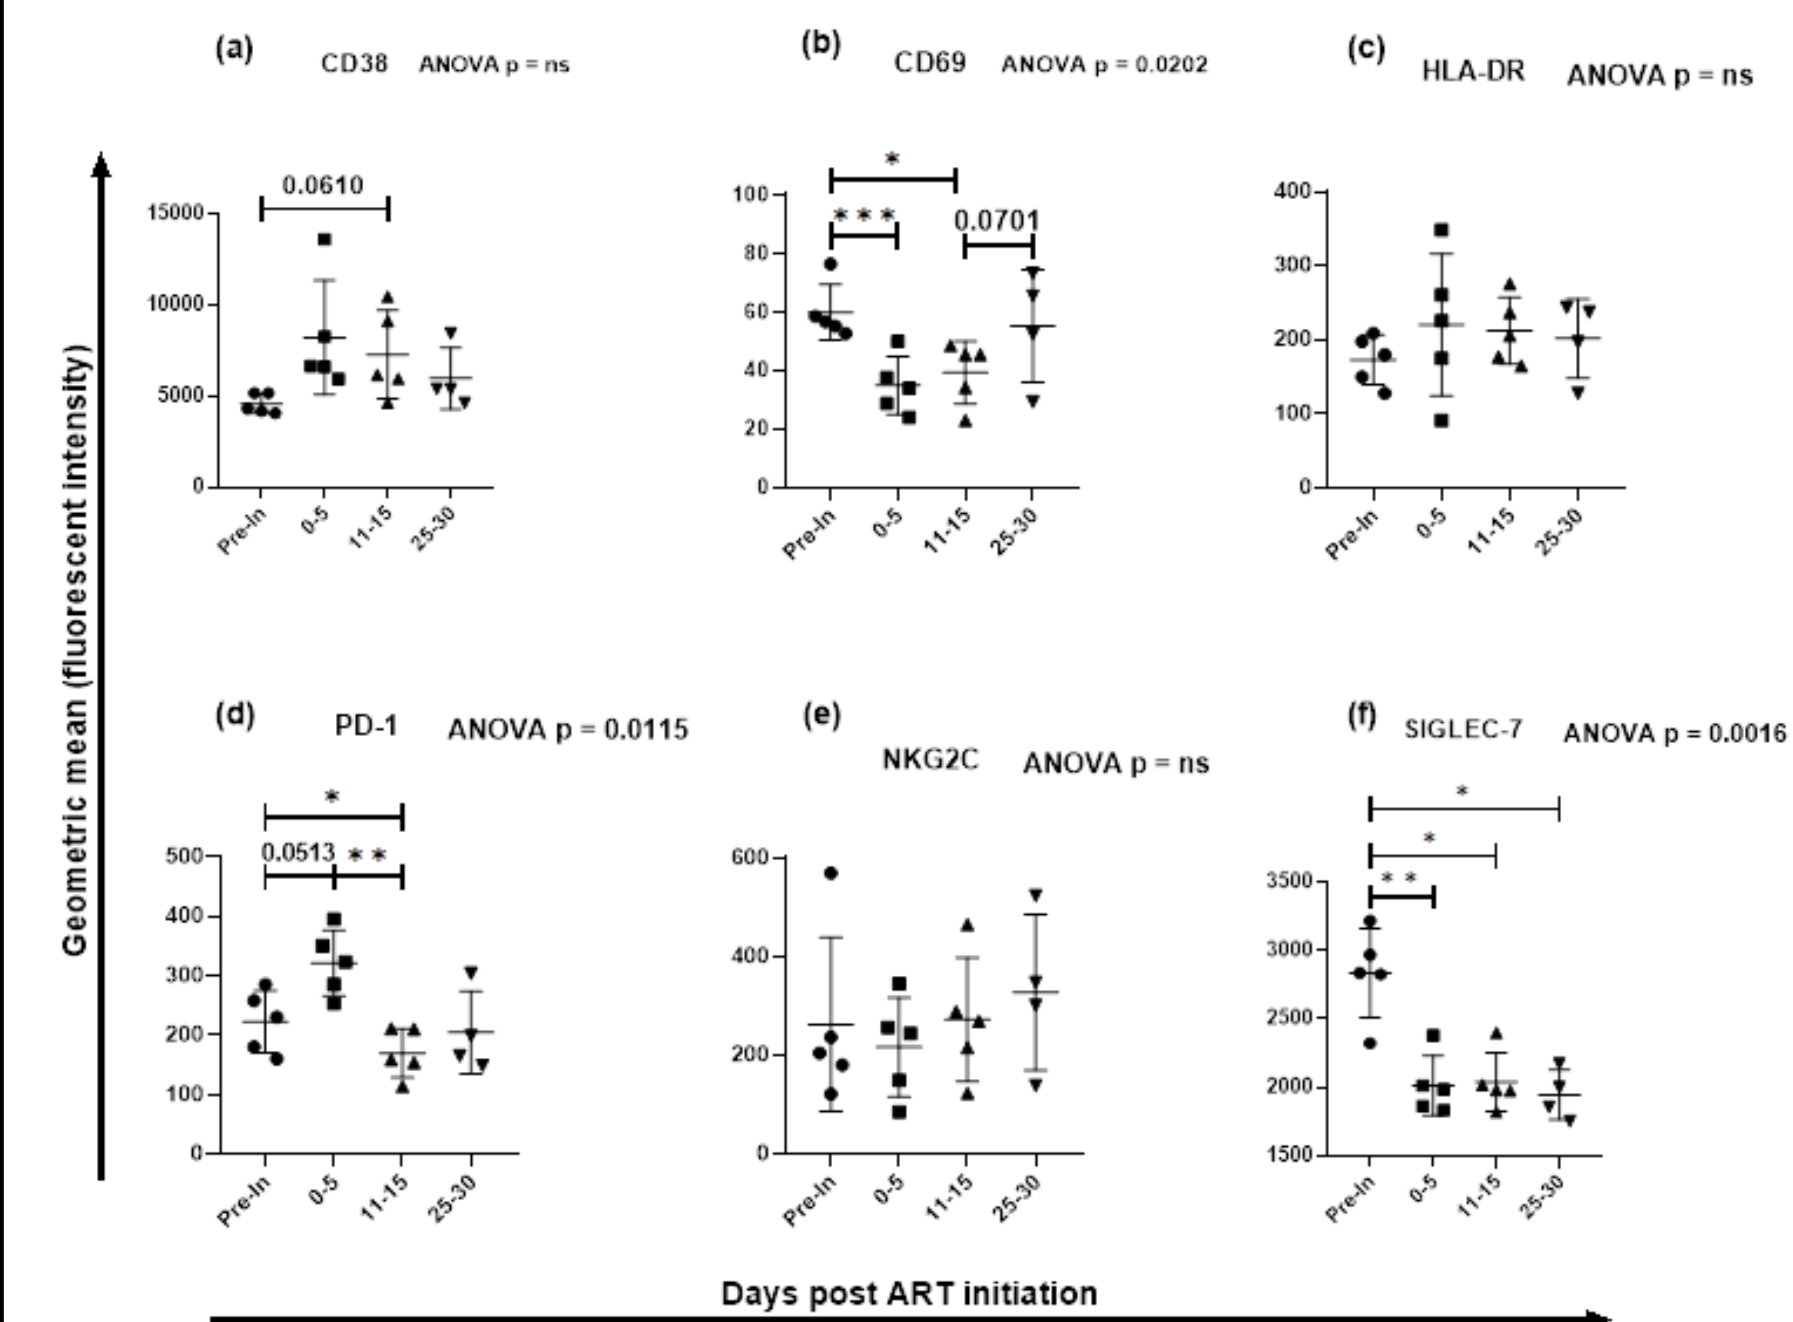 (a) CD38 ANOVA p = ns
0.0610
15000
10000
5000
0
Pre-In 0-5 11-15 25-30
(b) CD69 ANOVA p = 0.0202
*
***
0.0701
100
80
60
40
20
0
Pre-In 0-5 11-15 25-30
(c) HLA-DR ANOVA p = ns
400
300
200
100
0
Pre-In 0-5 11-15 25-30
Geometric mean (fluorescent intensity)
(d) PD-1 ANOVA p = 0.0115
*
0.0513 **
500
400
300
200
100
0
Pre-In 0-5 11-15 25-30
(e) NKG2C ANOVA p = ns
600
400
200
0
Pre-In 0-5 11-15 25-30
(f) SIGLEC-7 ANOVA p = 0.0016
*
*
**
3500
3000
2500
2000
1500
Pre-In 0-5 11-15 25-30
Days post ART initiation